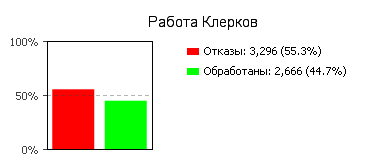 Работа Клерков
100%
50%
0%
Отказы: 3,296 (55.3%)
Обработаны: 2,666 (44.7%)